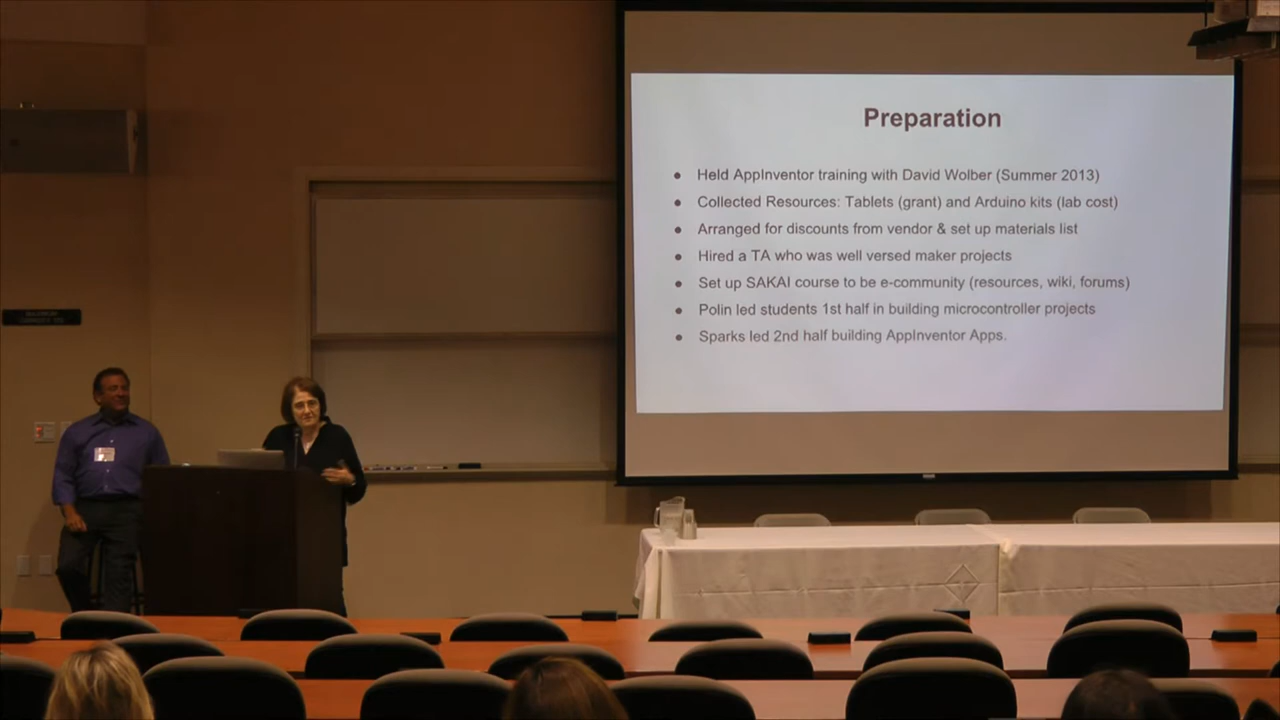 Preparation
● Held AppInventor training with David Wolber (Summer 2013)
● Collected Resources: Tablets (grant) and Arduino kits (lab cost)
● Arranged for discounts from vendor & set up materials list
● Hired a TA who was well versed maker projects
● Set up SAKAI course to be e-community (resources, wiki, forums)
● Polin led students 1st half in building microcontroller projects
● Sparks led 2nd half building AppInventor Apps.